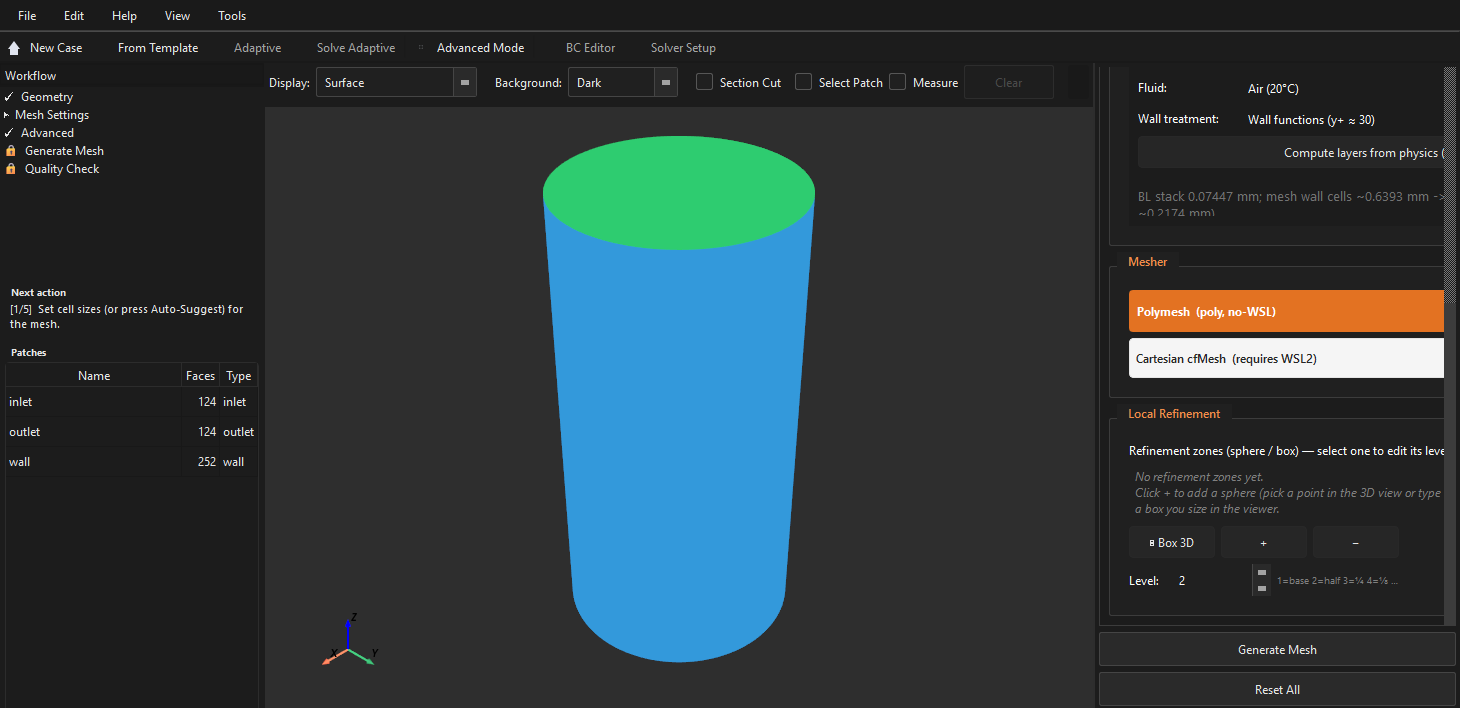 File Edit Help View Tools
New Case From Template Adaptive Solve Adaptive Advanced Mode BC Editor Solver Setup
Workflow
✓ Geometry
Mesh Settings
✓ Advanced
Generate Mesh
Quality Check
Next action
[1/5] Set cell sizes (or press Auto-Suggest) for
the mesh.
Patches
Name Faces Type
inlet 124 inlet
outlet 124 outlet
wall 252 wall
Display: Surface Background: Dark Section Cut Select Patch Measure Clear
Z
X Y
Fluid: Air (20°C)
Wall treatment: Wall functions (y+ ≈ 30)
Compute layers from physics (
BL stack 0.07447 mm; mesh wall cells ~0.6393 mm ->
~0.2174 mm)
Mesher
Polymesh (poly, no-WSL)
Cartesian cfMesh (requires WSL2)
Local Refinement
Refinement zones (sphere / box) — select one to edit its leve
No refinement zones yet.
Click + to add a sphere (pick a point in the 3D view or type
a box you size in the viewer.
Box 3D + −
Level: 2 1=base 2=half 3=¼ 4=⅛ ...
Generate Mesh
Reset All